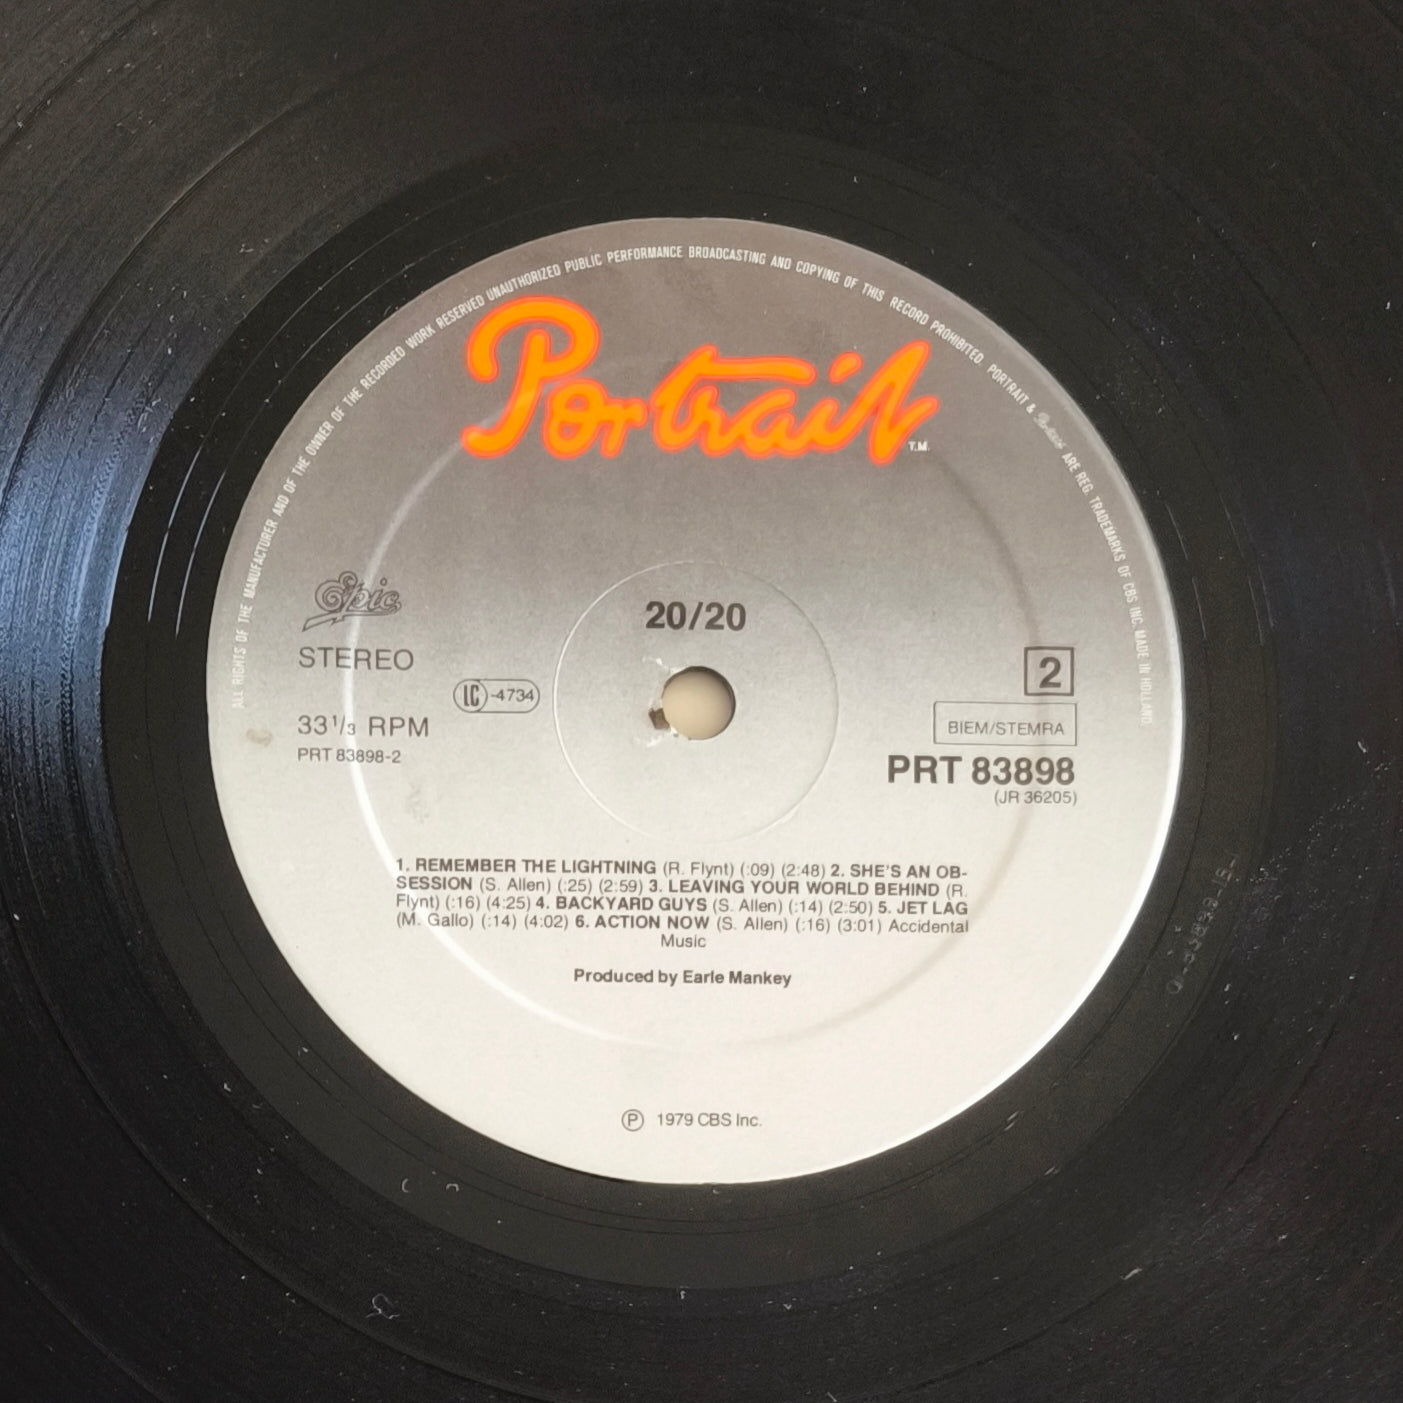 ALL RIGHTS OF THE MANUFACTURER AND OF THE OWNER OF THE RECORDED WORK RESERVED UNAUTHORIZED PUBLIC PERFORMANCE BROADCASTING AND COPYING OF THIS RECORD PROHIBITED PORTRAIT & Portrait ARE REG. TRADEMARKS OF CBS INC. MADE IN HOLLAND.
Portrait T.M.
Epic
20/20
STEREO
2
LC-4734
33 1/3 RPM
BIEM/STEMRA
PRT 83898-2
PRT 83898
(JR 36205)
1. REMEMBER THE LIGHTNING (R. Flynt) (:09) (2:48) 2. SHE'S AN OB-
SESSION (S. Allen) (:25) (2:59) 3. LEAVING YOUR WORLD BEHIND (R.
Flynt) (:16) (4:25) 4. BACKYARD GUYS (S. Allen) (:14) (2:50) 5. JET LAG
(M. Gallo) (:14) (4:02) 6. ACTION NOW (S. Allen) (:16) (3:01) Accidental
Music
Produced by Earle Mankey
℗ 1979 CBS Inc.